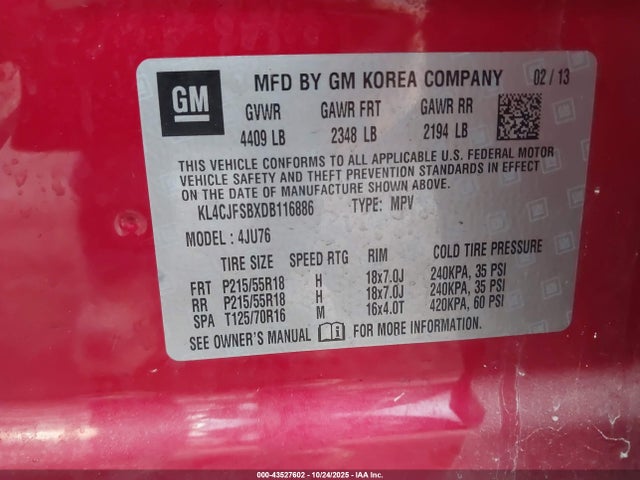 GM
MFD BY GM KOREA COMPANY 02 / 13
GVWR GAWR FRT GAWR RR
4409 LB 2348 LB 2194 LB
THIS VEHICLE CONFORMS TO ALL APPLICABLE U.S. FEDERAL MOTOR
VEHICLE SAFETY AND THEFT PREVENTION STANDARDS IN EFFECT
ON THE DATE OF MANUFACTURE SHOWN ABOVE.
KL4CJFSBXDB116886 TYPE: MPV
MODEL : 4JU76
TIRE SIZE SPEED RTG RIM COLD TIRE PRESSURE
FRT P215/55R18 H 18x7.0J 240KPA, 35 PSI
RR P215/55R18 H 18x7.0J 240KPA, 35 PSI
SPA T125/70R16 M 16x4.0T 420KPA, 60 PSI
SEE OWNER'S MANUAL FOR MORE INFORMATION.
000-43527602 - 10/24/2025 - IAA Inc.